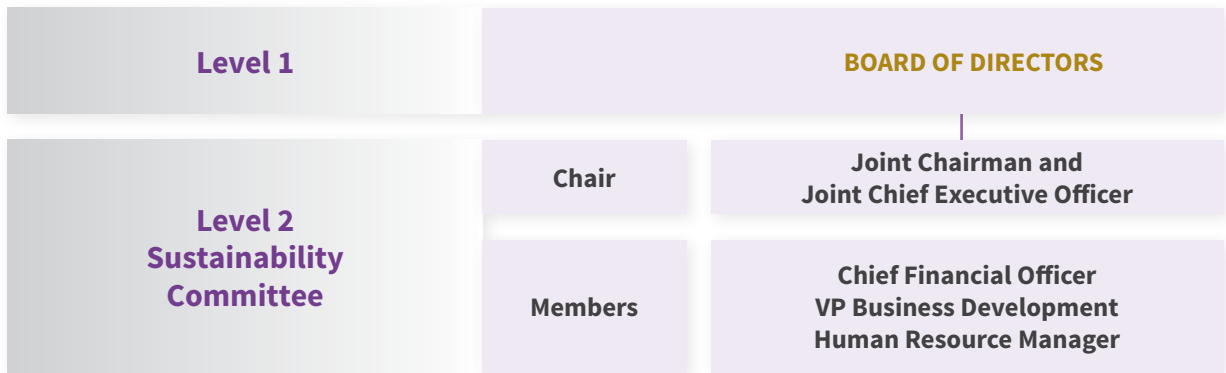 Level 1
BOARD OF DIRECTORS
Level 2
Sustainability
Committee
Chair
Joint Chairman and
Joint Chief Executive Officer
Members
Chief Financial Officer
VP Business Development
Human Resource Manager